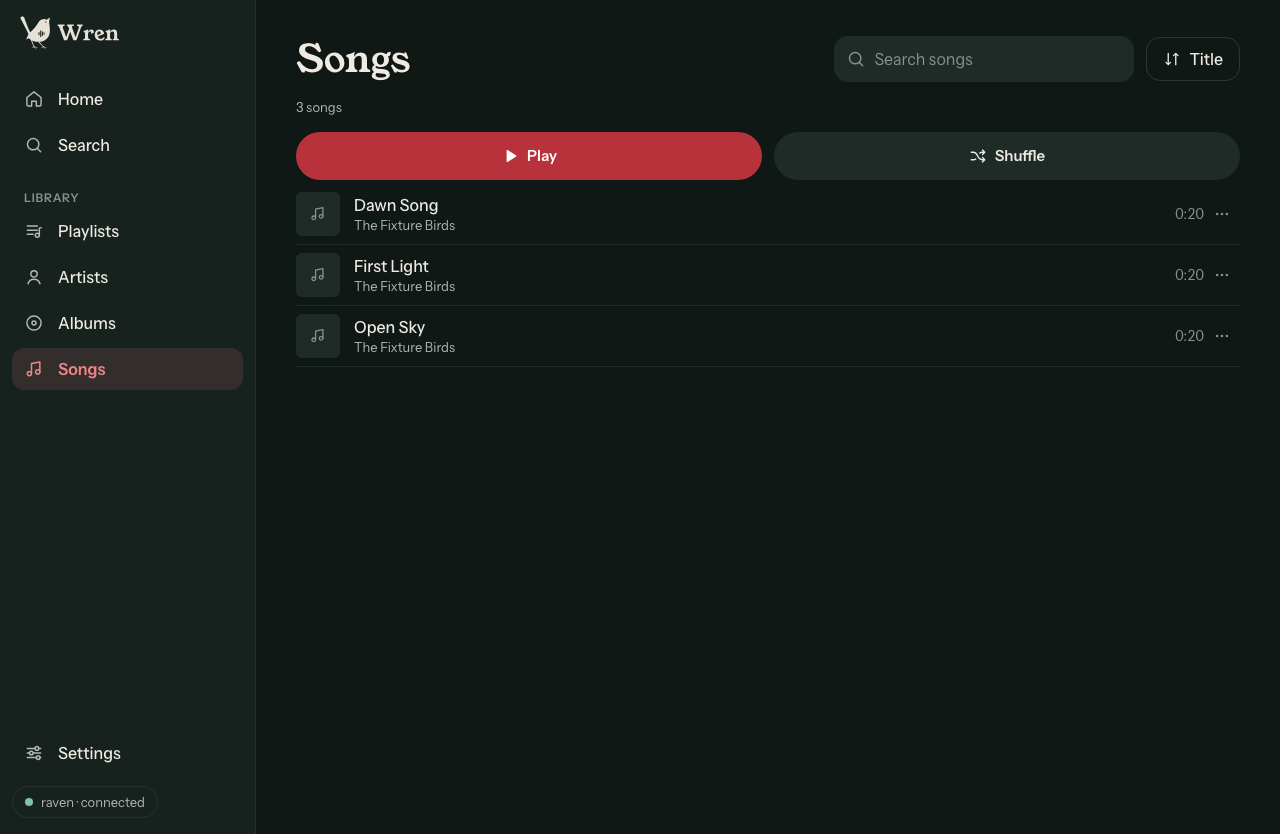 Wren
Home
Search
LIBRARY
Playlists
Artists
Albums
Songs
Settings
raven · connected
Songs
Search songs
Title
3 songs
Play
Shuffle
Dawn Song
The Fixture Birds
0:20
First Light
The Fixture Birds
0:20
Open Sky
The Fixture Birds
0:20